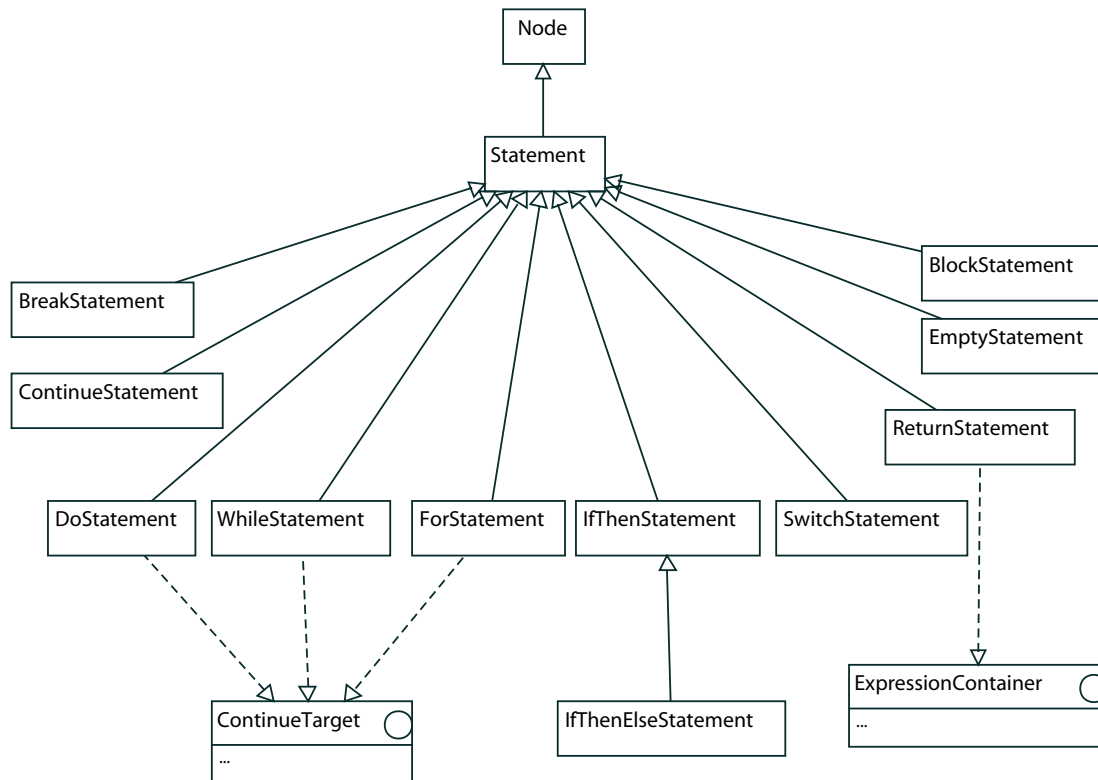 Node
Statement
BlockStatement
BreakStatement
EmptyStatement
ContinueStatement
ReturnStatement
DoStatement
WhileStatement
ForStatement
IfThenStatement
SwitchStatement
ExpressionContainer
...
ContinueTarget
...
IfThenElseStatement